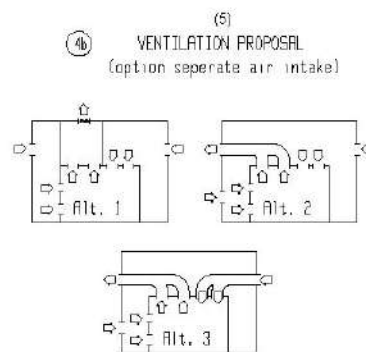 (5)
4b VENTILATION PROPOSAL
(option seperate air intake)
Alt. 1
Alt. 2
Alt. 3